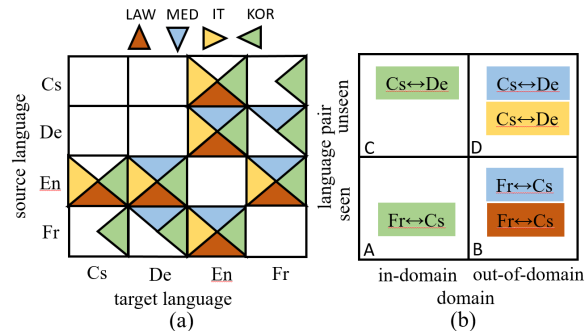 LAW MED IT KOR
source language
Cs
De
En
Fr
Cs De En Fr
target language
(a)
language pair
unseen
seen
Cs↔De
C
Cs↔De
Cs↔De
D
Fr↔Cs
A
Fr↔Cs
Fr↔Cs
B
in-domain out-of-domain
domain
(b)